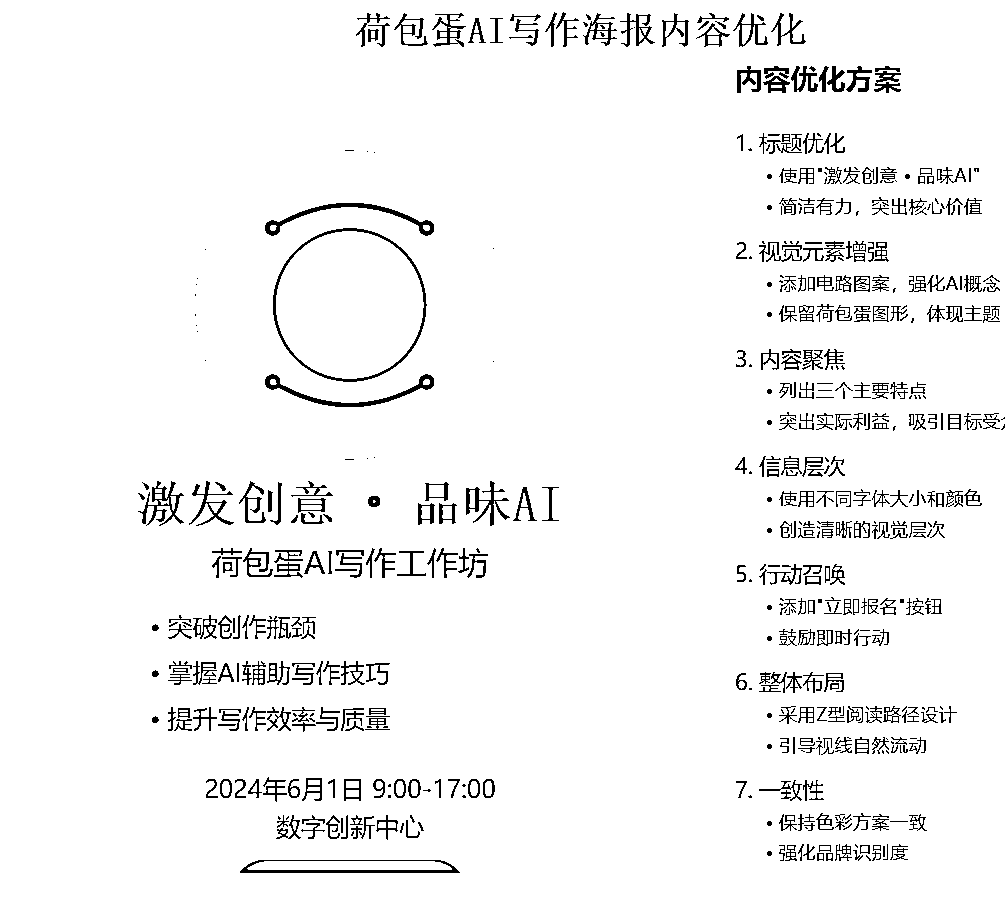 荷包蛋AI写作海报内容优化
激发创意 • 品味AI
荷包蛋AI写作工作坊
• 突破创作瓶颈
• 掌握AI辅助写作技巧
• 提升写作效率与质量
2024年6月1日 9:00-17:00
数字创新中心
内容优化方案
1. 标题优化
• 使用"激发创意 • 品味AI"
• 简洁有力，突出核心价值
2. 视觉元素增强
• 添加电路图案，强化AI概念
• 保留荷包蛋图形，体现主题
3. 内容聚焦
• 列出三个主要特点
• 突出实际利益，吸引目标受
4. 信息层次
• 使用不同字体大小和颜色
• 创造清晰的视觉层次
5. 行动召唤
• 添加"立即报名"按钮
• 鼓励即时行动
6. 整体布局
• 采用Z型阅读路径设计
• 引导视线自然流动
7. 一致性
• 保持色彩方案一致
• 强化品牌识别度